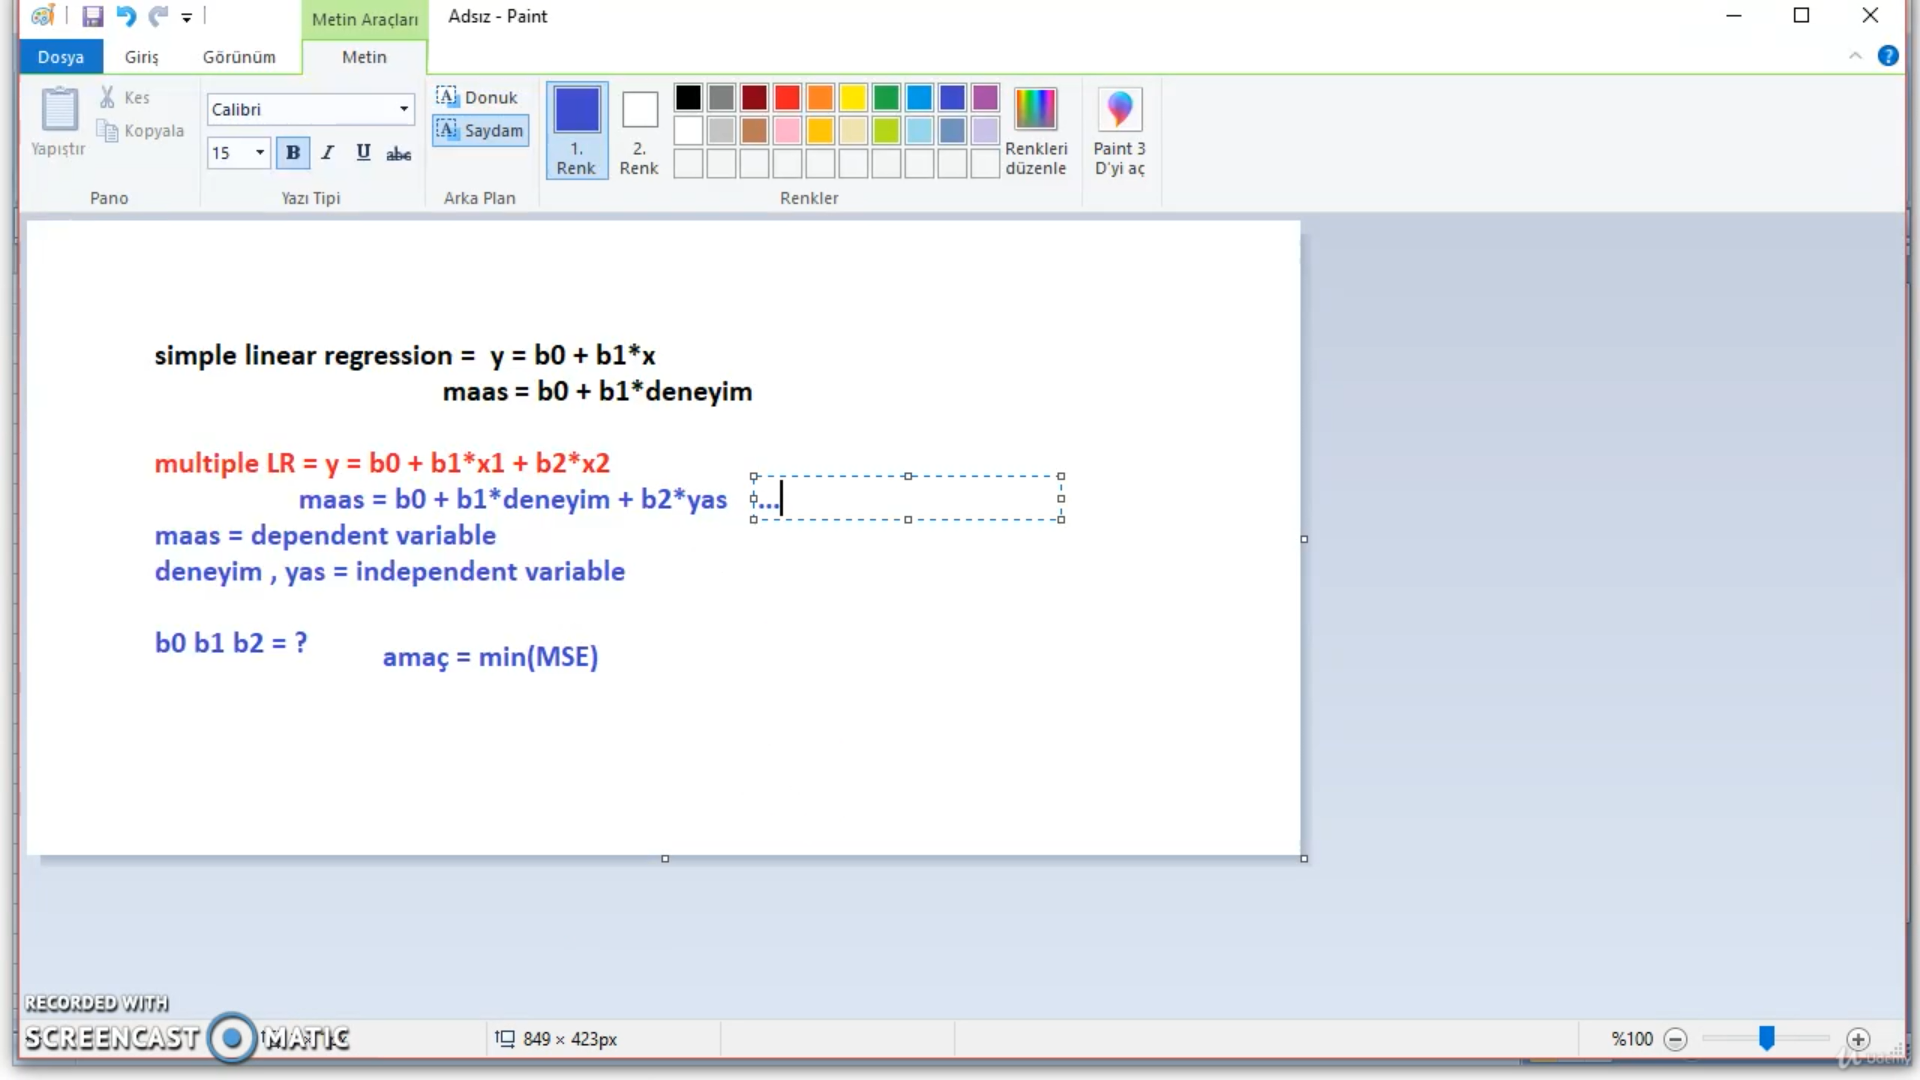 Metin Araçları
Adsız - Paint
Dosya
Giriş
Görünüm
Metin
Yapıştır
Kes
Kopyala
Pano
Calibri
15
B
I
U
abc
Yazı Tipi
A Donuk
A Saydam
Arka Plan
1.
Renk
2.
Renk
Renkler
Renkleri
düzenle
Paint 3
D'yi aç
simple linear regression =  y = b0 + b1*x
maas = b0 + b1*deneyim
multiple LR = y = b0 + b1*x1 + b2*x2
maas = b0 + b1*deneyim + b2*yas ...
maas = dependent variable
deneyim , yas = independent variable
b0 b1 b2 = ?
amaç = min(MSE)
RECORDED WITH
SCREENCAST MATIC
849 × 423px
%100